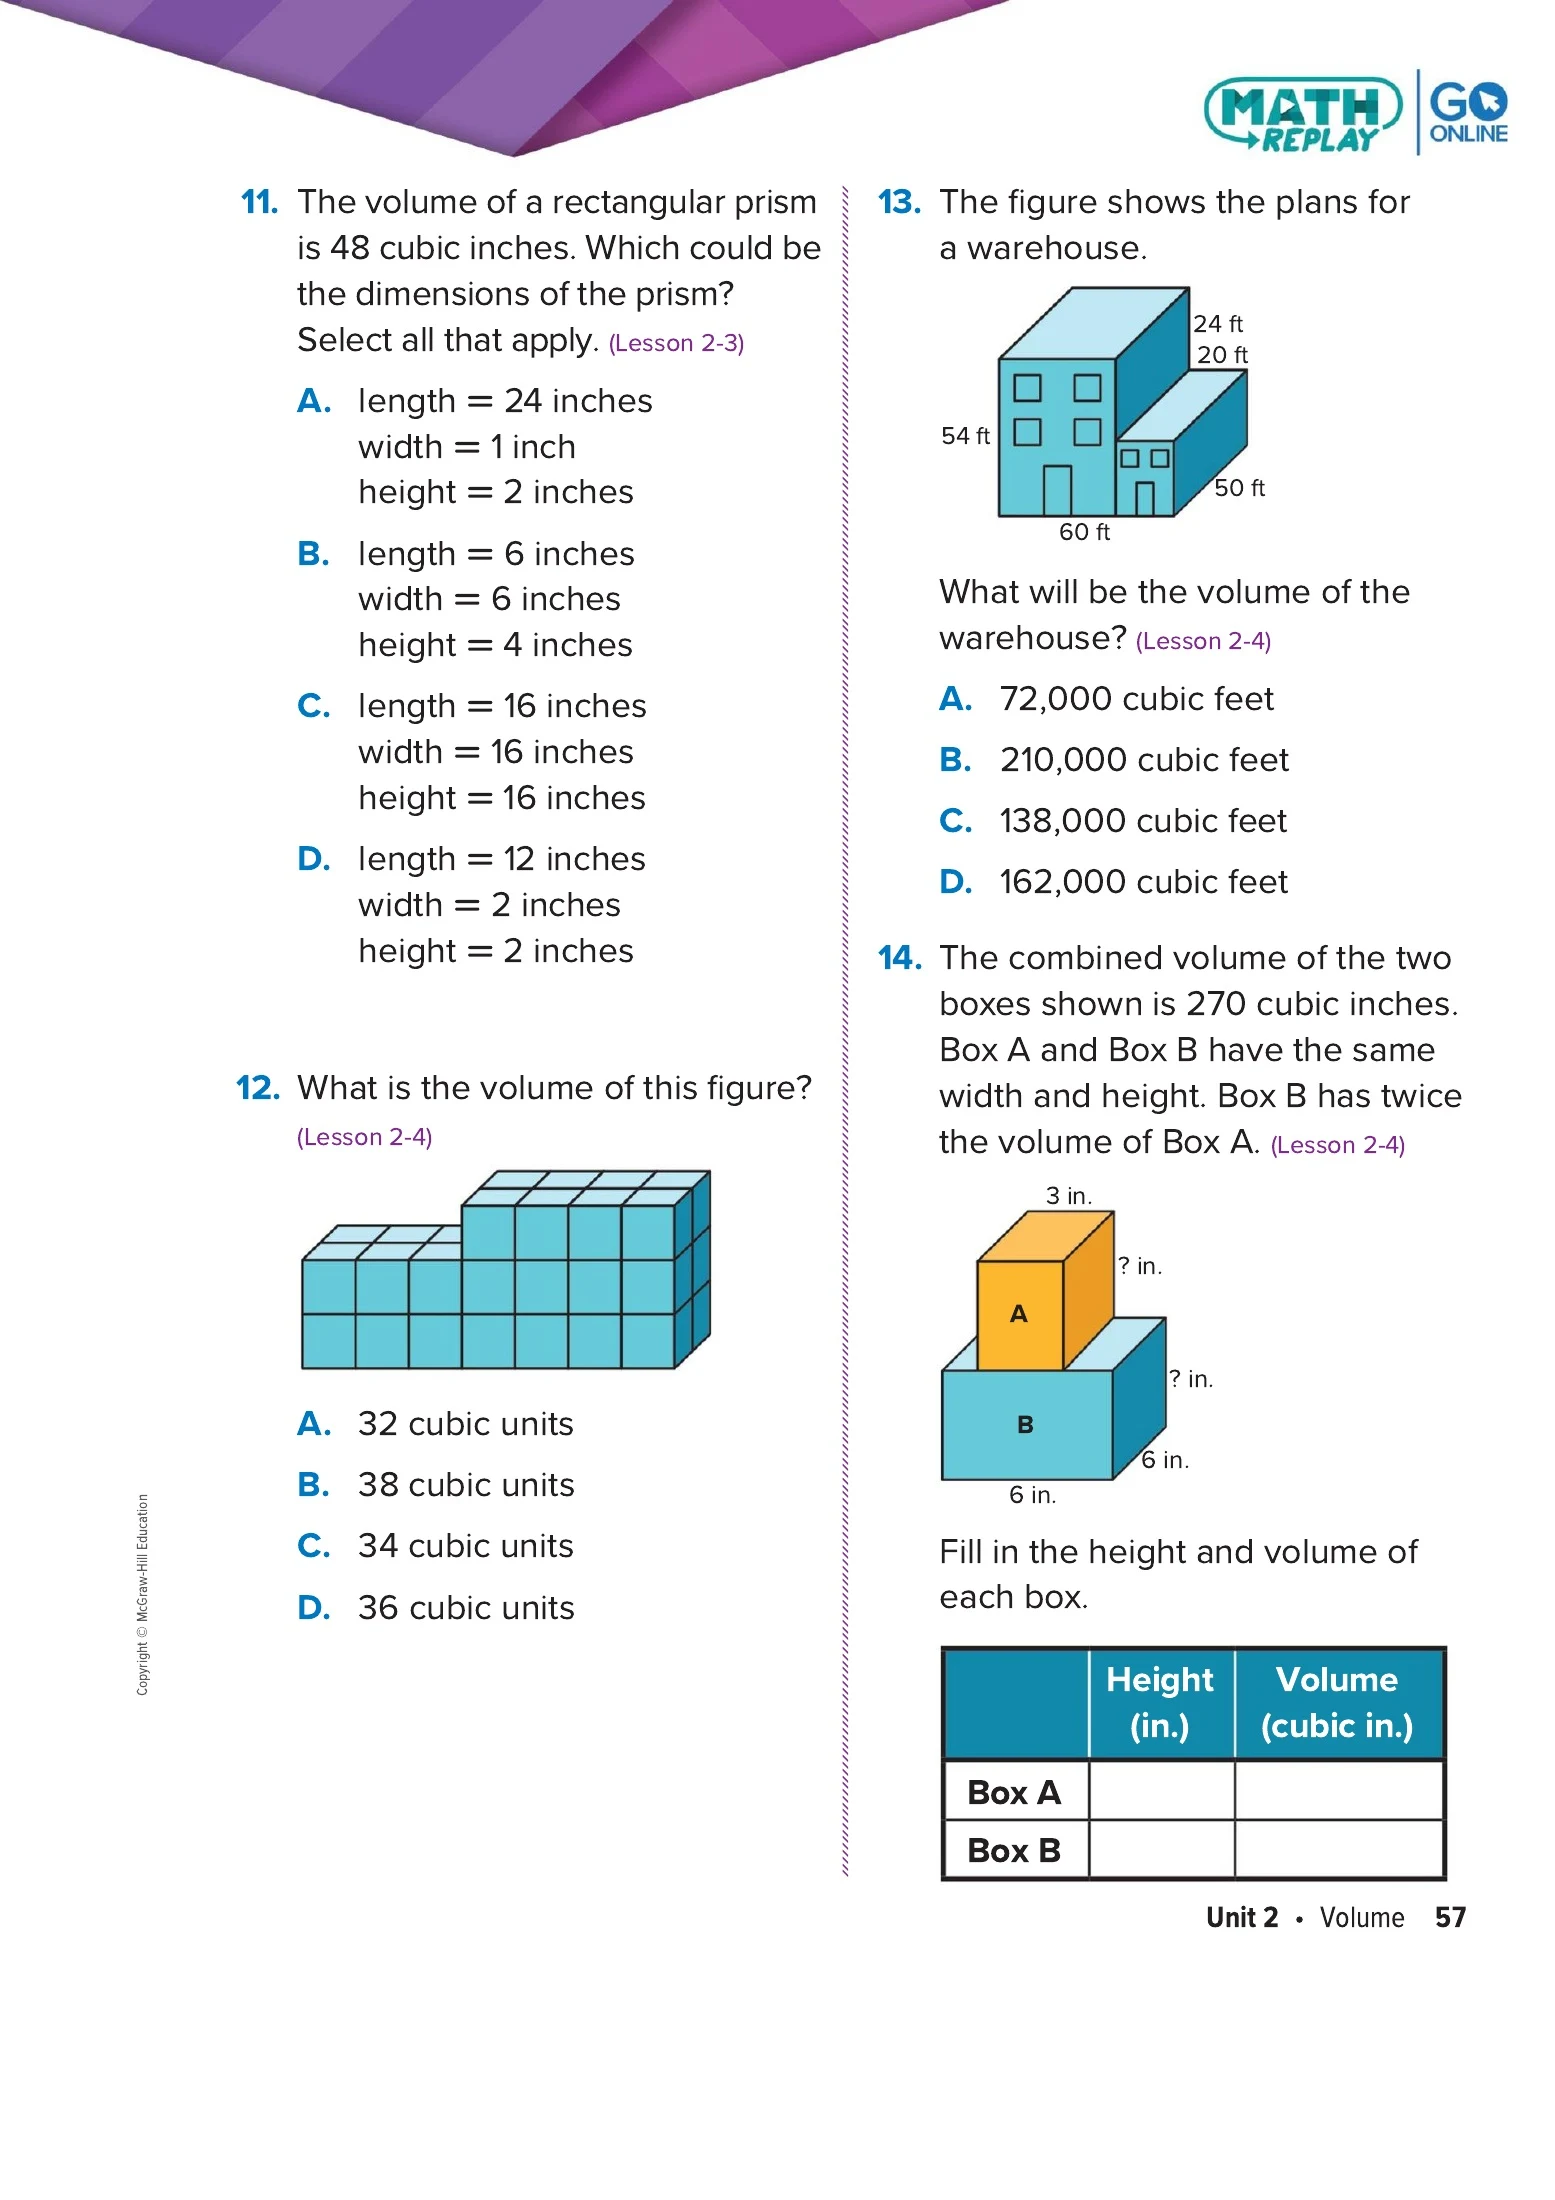 MATH
REPLAY
GO
ONLINE
11. The volume of a rectangular prism
is 48 cubic inches. Which could be
the dimensions of the prism?
Select all that apply. (Lesson 2-3)
A. length = 24 inches
width = 1 inch
height = 2 inches
B. length = 6 inches
width = 6 inches
height = 4 inches
C. length = 16 inches
width = 16 inches
height = 16 inches
D. length = 12 inches
width = 2 inches
height = 2 inches
12. What is the volume of this figure?
(Lesson 2-4)
A. 32 cubic units
B. 38 cubic units
C. 34 cubic units
D. 36 cubic units
13. The figure shows the plans for
a warehouse.
24 ft
20 ft
54 ft
50 ft
60 ft
What will be the volume of the
warehouse? (Lesson 2-4)
A. 72,000 cubic feet
B. 210,000 cubic feet
C. 138,000 cubic feet
D. 162,000 cubic feet
14. The combined volume of the two
boxes shown is 270 cubic inches.
Box A and Box B have the same
width and height. Box B has twice
the volume of Box A. (Lesson 2-4)
3 in.
? in.
A
? in.
B
6 in.
6 in.
Fill in the height and volume of
each box.
Height Volume
(in.) (cubic in.)
Box A
Box B
Copyright © McGraw-Hill Education
Unit 2 • Volume 57